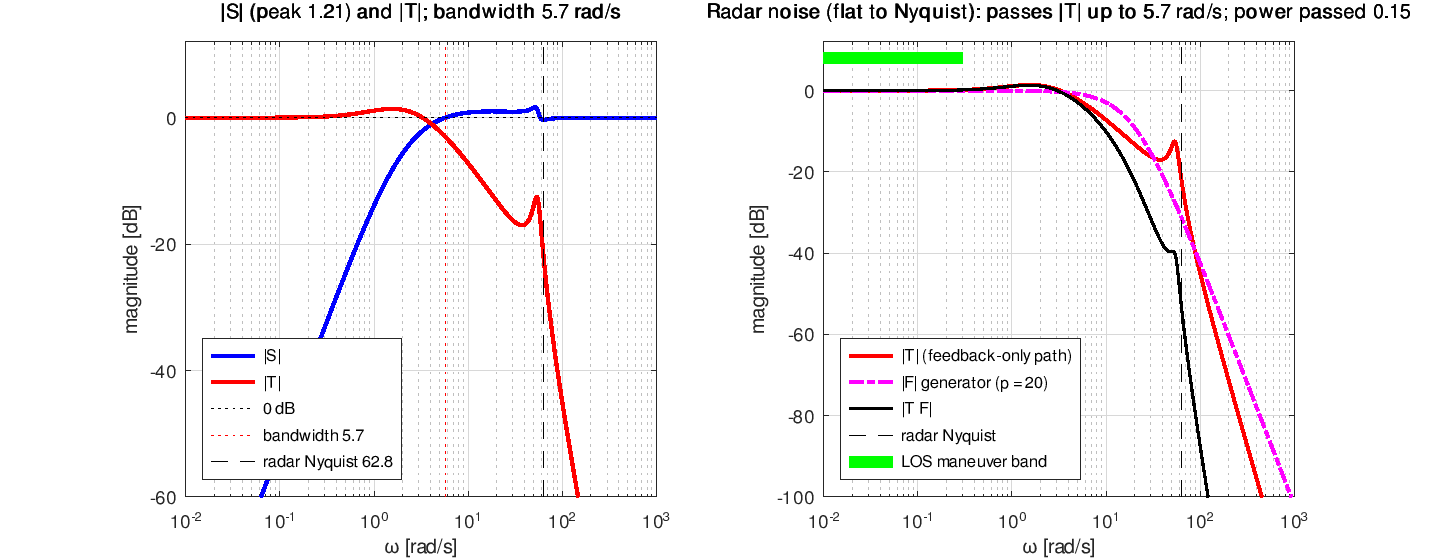 |S| (peak 1.21) and |T|; bandwidth 5.7 rad/s
magnitude [dB]
0
-20
-40
-60
|S|
|T|
0 dB
bandwidth 5.7
radar Nyquist 62.8
10^-2
10^-1
10^0
10^1
10^2
10^3
ω [rad/s]
Radar noise (flat to Nyquist): passes |T| up to 5.7 rad/s; power passed 0.15
magnitude [dB]
0
-20
-40
-60
-80
-100
|T| (feedback-only path)
|F| generator (p = 20)
|T F|
radar Nyquist
LOS maneuver band
10^-2
10^-1
10^0
10^1
10^2
10^3
ω [rad/s]